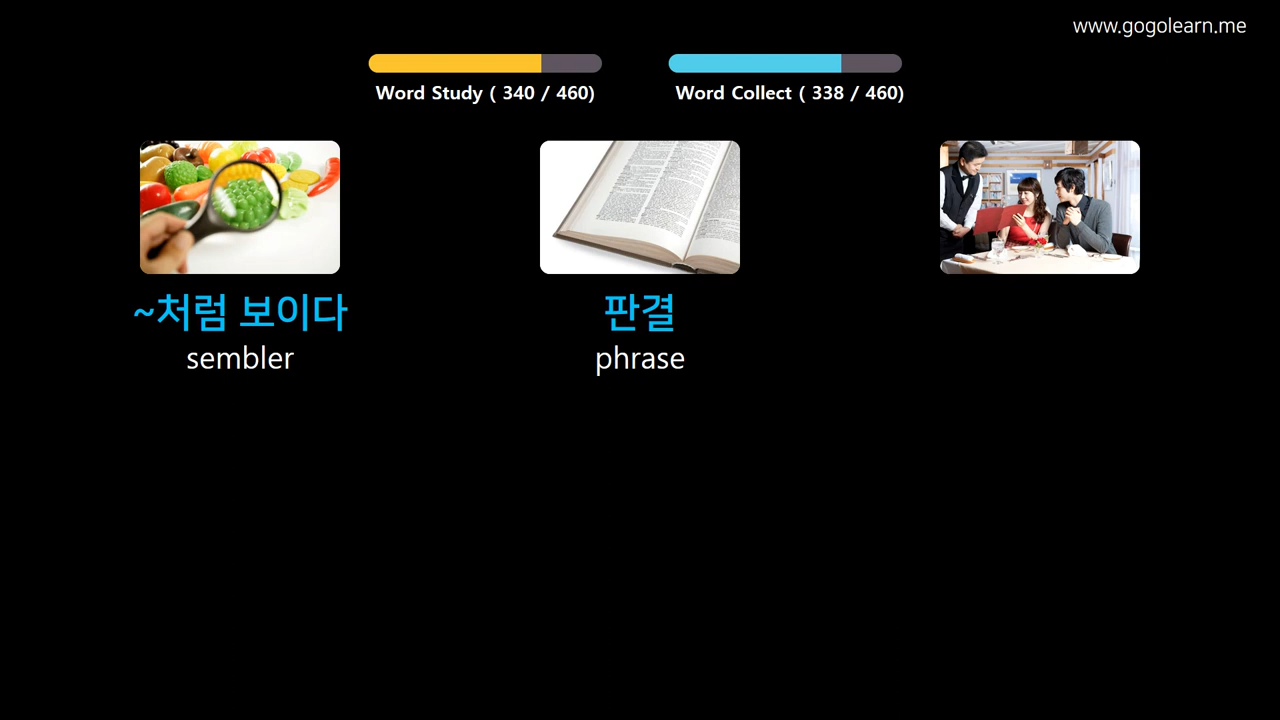 www.gogolearn.me
Word Study ( 340 / 460)
Word Collect ( 338 / 460)
~처럼 보이다
sembler
판결
phrase